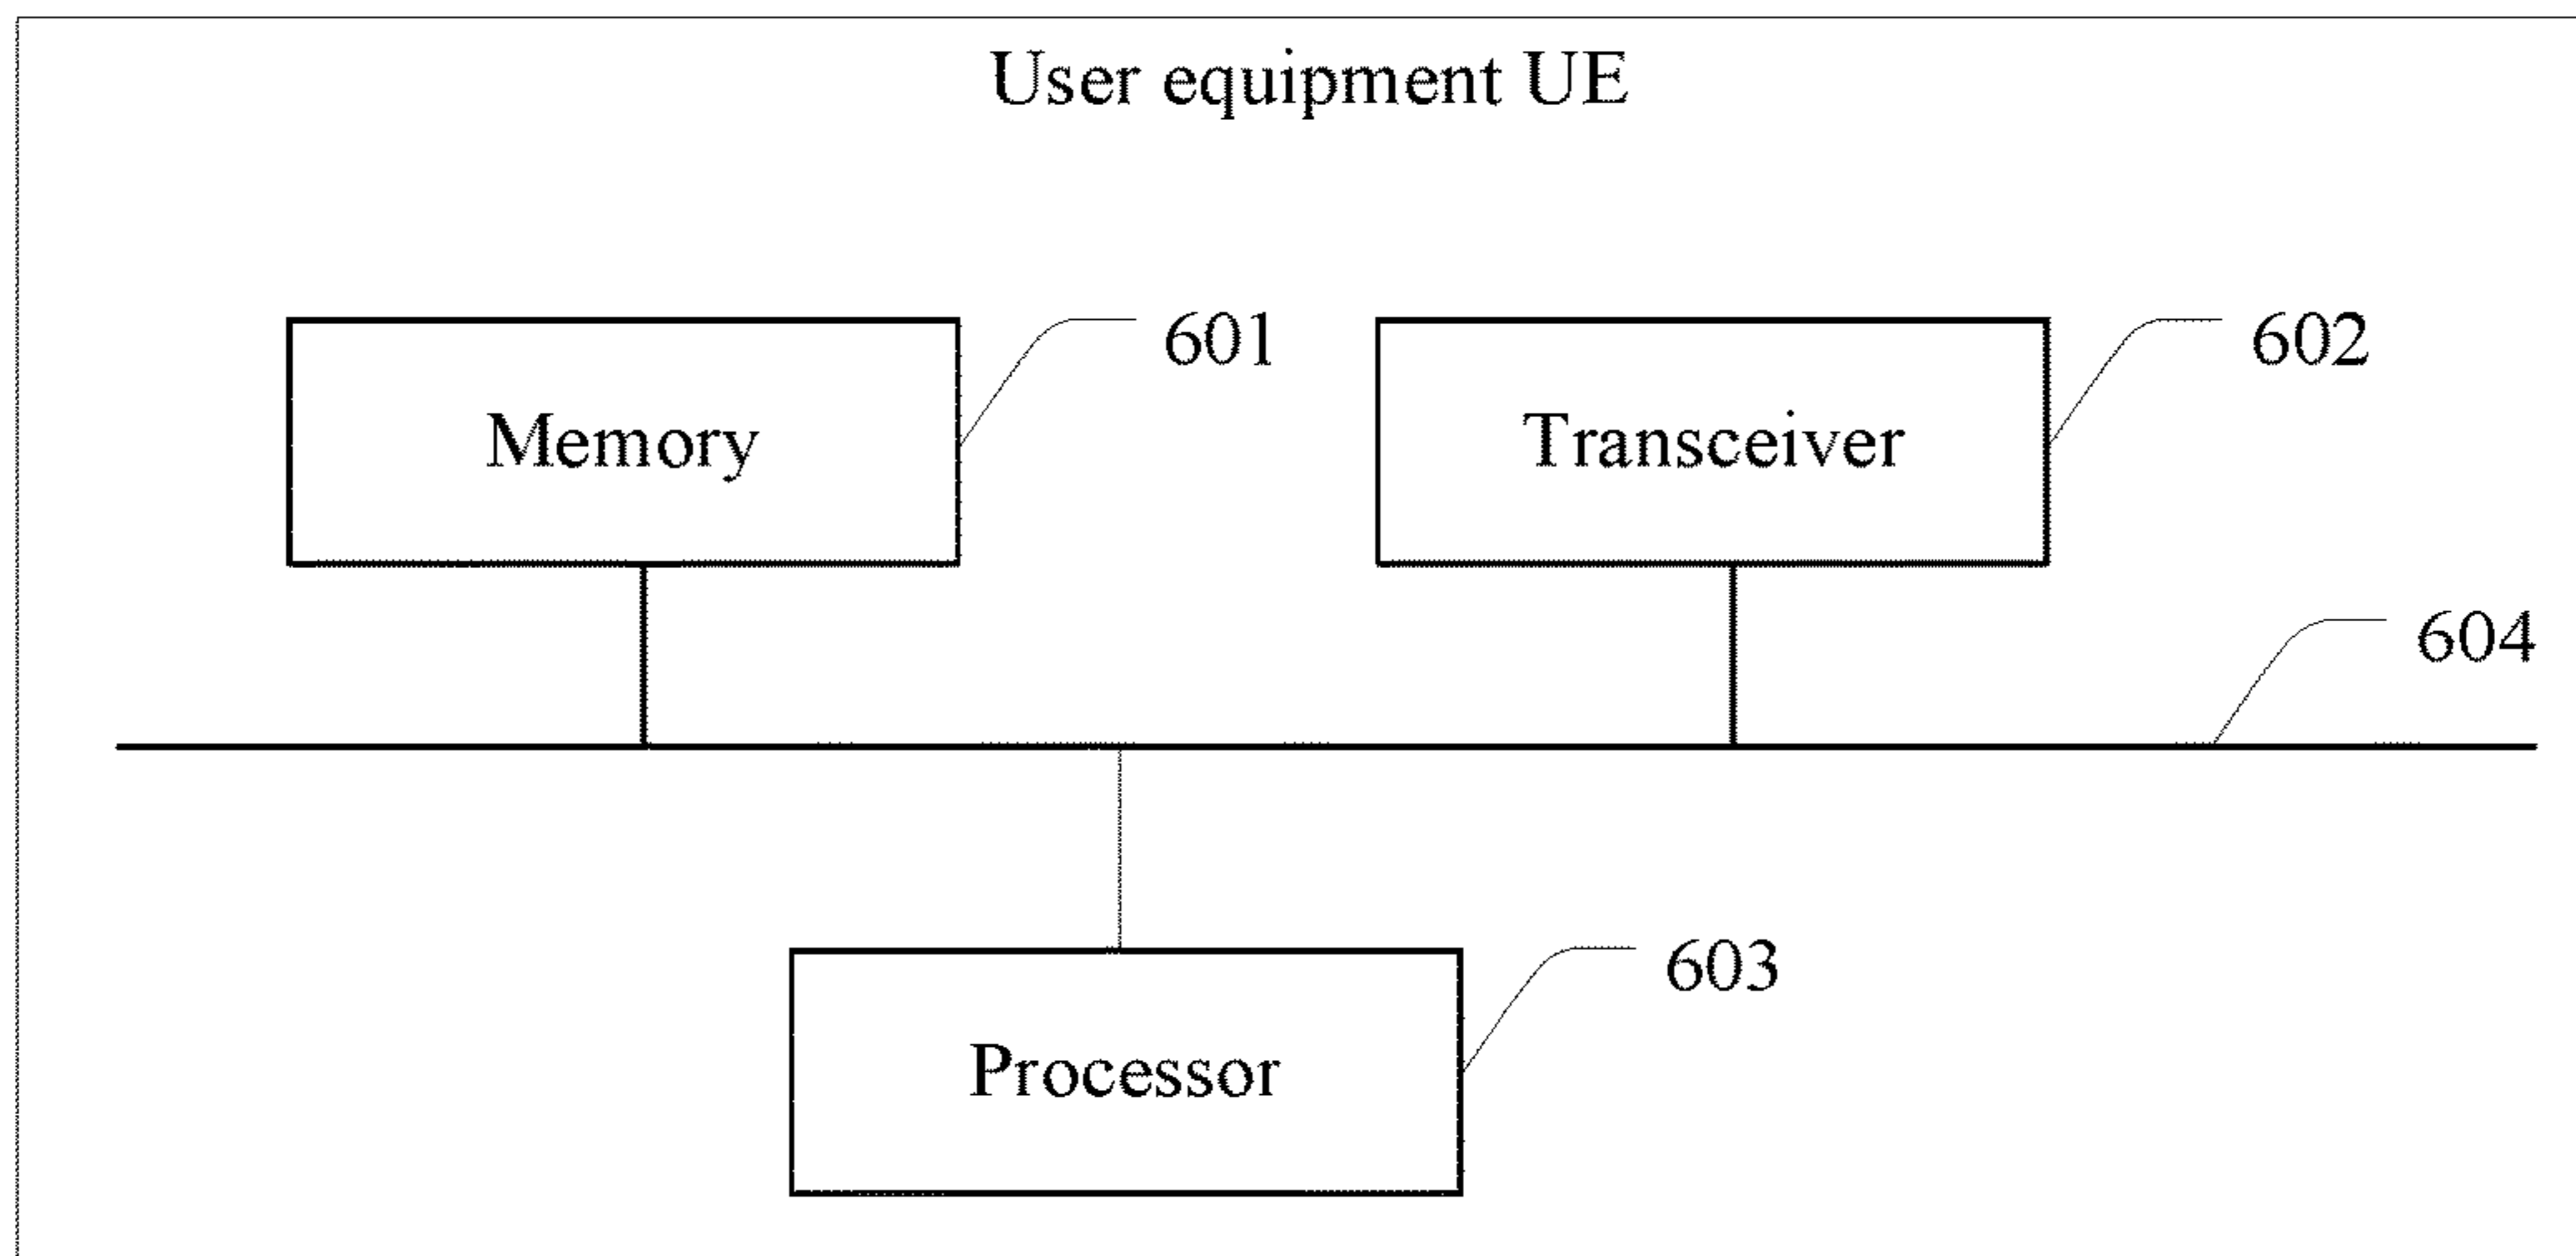 User equipment UE
601
602
Memory
Transceiver
604
603
Processor